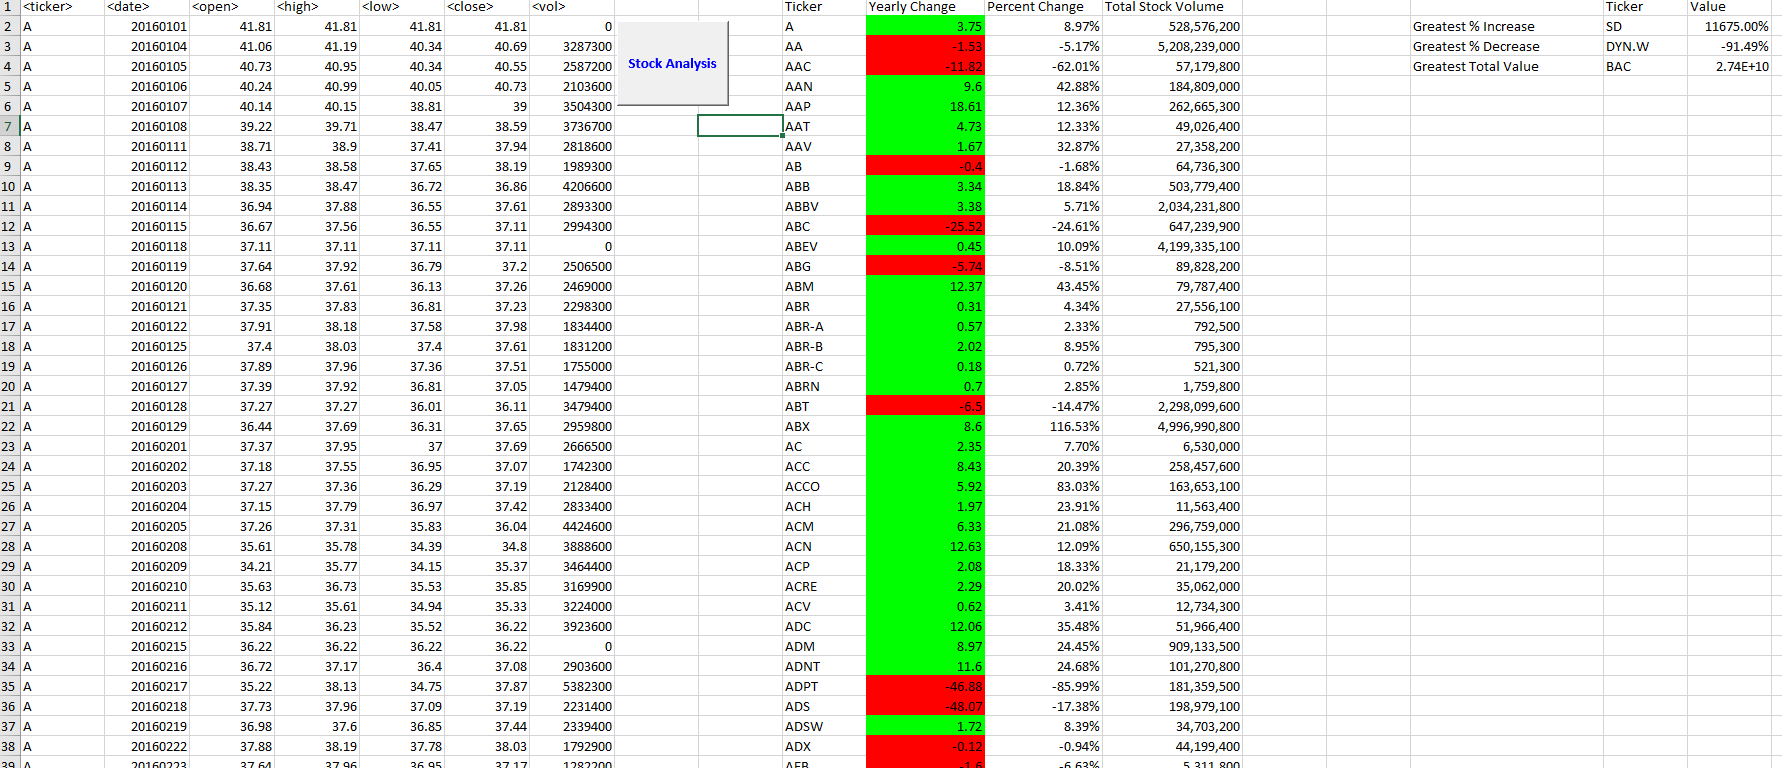 1 <ticker> <date> <open> <high> <low> <close> <vol> Ticker Yearly Change Percent Change Total Stock Volume Ticker Value
2 A 20160101 41.81 41.81 41.81 41.81 0 A 3.75 8.97% 528,576,200 Greatest % Increase SD 11675.00%
3 A 20160104 41.06 41.19 40.34 40.69 3287300 AA -1.53 -5.17% 5,208,239,000 Greatest % Decrease DYN.W -91.49%
Stock Analysis
4 A 20160105 40.73 40.95 40.34 40.55 2587200 AAC -11.82 -62.01% 57,179,800 Greatest Total Value BAC 2.74E+10
5 A 20160106 40.24 40.99 40.05 40.73 2103600 AAN 9.6 42.88% 184,809,000
6 A 20160107 40.14 40.15 38.81 39 3504300 AAP 18.61 12.36% 262,665,300
7 A 20160108 39.22 39.71 38.47 38.59 3736700 AAT 4.73 12.33% 49,026,400
8 A 20160111 38.71 38.9 37.41 37.94 2818600 AAV 1.67 32.87% 27,358,200
9 A 20160112 38.43 38.58 37.65 38.19 1989300 AB -0.4 -1.68% 64,736,300
10 A 20160113 38.35 38.47 36.72 36.86 4206600 ABB 3.34 18.84% 503,779,400
11 A 20160114 36.94 37.88 36.55 37.61 2893300 ABBV 3.38 5.71% 2,034,231,800
12 A 20160115 36.67 37.56 36.55 37.11 2994300 ABC -25.52 -24.61% 647,239,900
13 A 20160118 37.11 37.11 37.11 37.11 0 ABEV 0.45 10.09% 4,199,335,100
14 A 20160119 37.64 37.92 36.79 37.2 2506500 ABG -5.74 -8.51% 89,828,200
15 A 20160120 36.68 37.61 36.13 37.26 2469000 ABM 12.37 43.45% 79,787,400
16 A 20160121 37.35 37.83 36.81 37.23 2298300 ABR 0.31 4.34% 27,556,100
17 A 20160122 37.91 38.18 37.58 37.98 1834400 ABR-A 0.57 2.33% 792,500
18 A 20160125 37.4 38.03 37.4 37.61 1831200 ABR-B 2.02 8.95% 795,300
19 A 20160126 37.89 37.96 37.36 37.51 1755000 ABR-C 0.18 0.72% 521,300
20 A 20160127 37.39 37.92 36.81 37.05 1479400 ABRN 0.7 2.85% 1,759,800
21 A 20160128 37.27 37.27 36.01 36.11 3479400 ABT -6.5 -14.47% 2,298,099,600
22 A 20160129 36.44 37.69 36.31 37.65 2959800 ABX 8.6 116.53% 4,996,990,800
23 A 20160201 37.37 37.95 37 37.69 2666500 AC 2.35 7.70% 6,530,000
24 A 20160202 37.18 37.55 36.95 37.07 1742300 ACC 8.43 20.39% 258,457,600
25 A 20160203 37.27 37.36 36.29 37.19 2128400 ACCO 5.92 83.03% 163,653,100
26 A 20160204 37.15 37.79 36.97 37.42 2833400 ACH 1.97 23.91% 11,563,400
27 A 20160205 37.26 37.31 35.83 36.04 4424600 ACM 6.33 21.08% 296,759,000
28 A 20160208 35.61 35.78 34.39 34.8 3888600 ACN 12.63 12.09% 650,155,300
29 A 20160209 34.21 35.77 34.15 35.37 3464400 ACP 2.08 18.33% 21,179,200
30 A 20160210 35.63 36.73 35.53 35.85 3169900 ACRE 2.29 20.02% 35,062,000
31 A 20160211 35.12 35.61 34.94 35.33 3224000 ACV 0.62 3.41% 12,734,300
32 A 20160212 35.84 36.23 35.52 36.22 3923600 ADC 12.06 35.48% 51,966,400
33 A 20160215 36.22 36.22 36.22 36.22 0 ADM 8.97 24.45% 909,133,500
34 A 20160216 36.72 37.17 36.4 37.08 2903600 ADNT 11.6 24.68% 101,270,800
35 A 20160217 35.22 38.13 34.75 37.87 5382300 ADPT -46.88 -85.99% 181,359,500
36 A 20160218 37.73 37.96 37.09 37.19 2231400 ADS -48.07 -17.38% 198,979,100
37 A 20160219 36.98 37.6 36.85 37.44 2339400 ADSW 1.72 8.39% 34,703,200
38 A 20160222 37.88 38.19 37.78 38.03 1792900 ADX -0.12 -0.94% 44,199,400
39 A 20160223 37.64 37.96 36.95 37.17 1282200 AEB -1.6 -6.63% 5,311,800